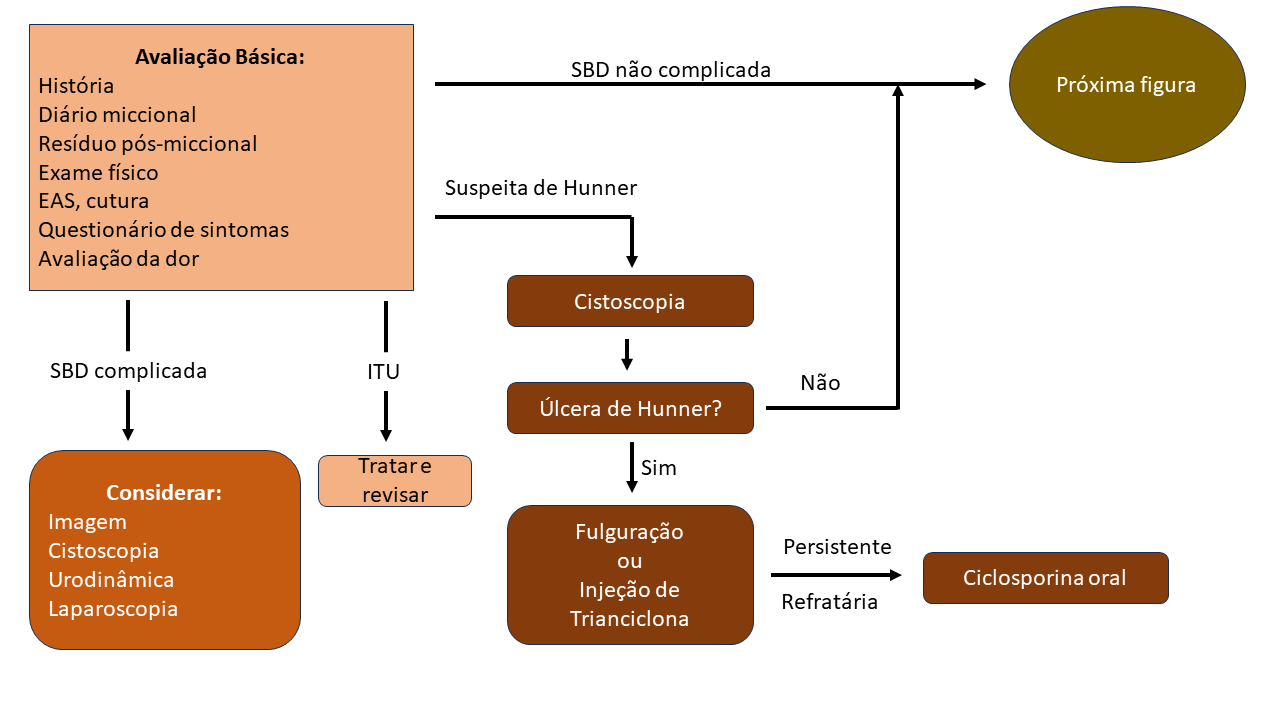 Avaliação Básica:
História
Diário miccional
Resíduo pós-miccional
Exame físico
EAS, cutura
Questionário de sintomas
Avaliação da dor
SBD não complicada
Próxima figura
Suspeita de Hunner
Cistoscopia
Úlcera de Hunner?
Não
Sim
Fulguração
ou
Injeção de
Trianciclona
Persistente
Refratária
Ciclosporina oral
SBD complicada
Considerar:
Imagem
Cistoscopia
Urodinâmica
Laparoscopia
ITU
Tratar e
revisar